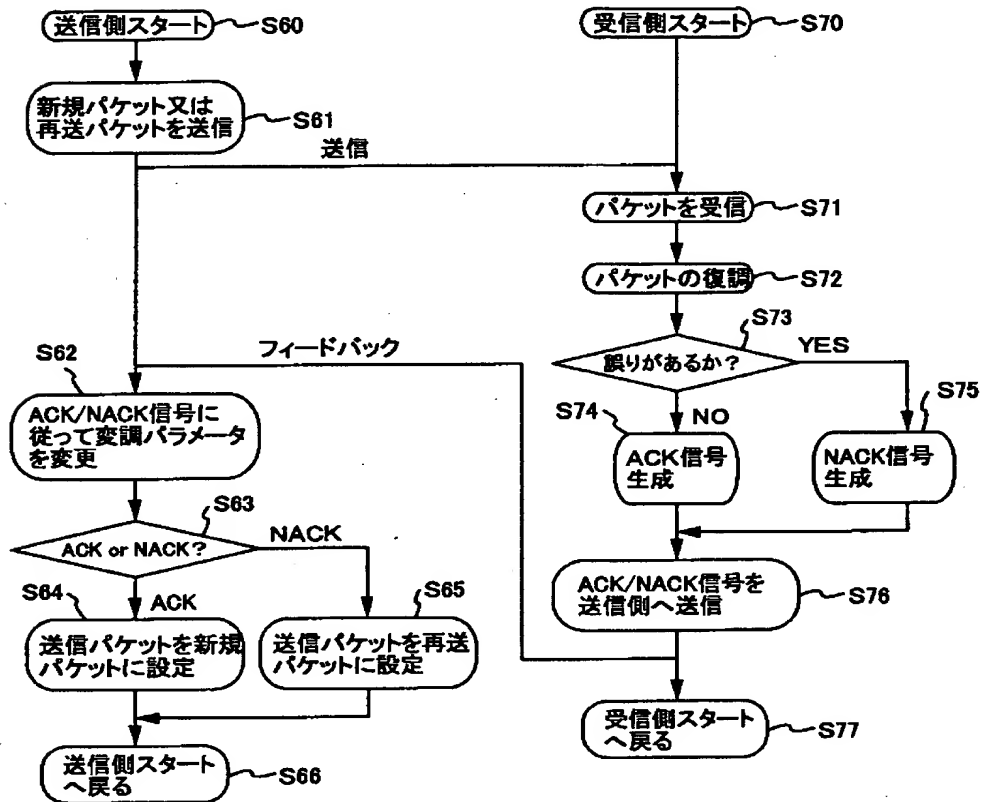 送信側スタート
S60
新規パケット又は
再送パケットを送信
S61
送信
フィードバック
S62
ACK/NACK信号に
従って変調パラメータ
を変更
S63
ACK or NACK?
NACK
S64
ACK
送信パケットを新規
パケットに設定
S65
送信パケットを再送
パケットに設定
送信側スタート
へ戻る
S66
受信側スタート
S70
パケットを受信
S71
パケットの復調
S72
S73
誤りがあるか?
YES
S74
NO
ACK信号
生成
S75
NACK信号
生成
ACK/NACK信号を
送信側へ送信
S76
受信側スタート
へ戻る
S77